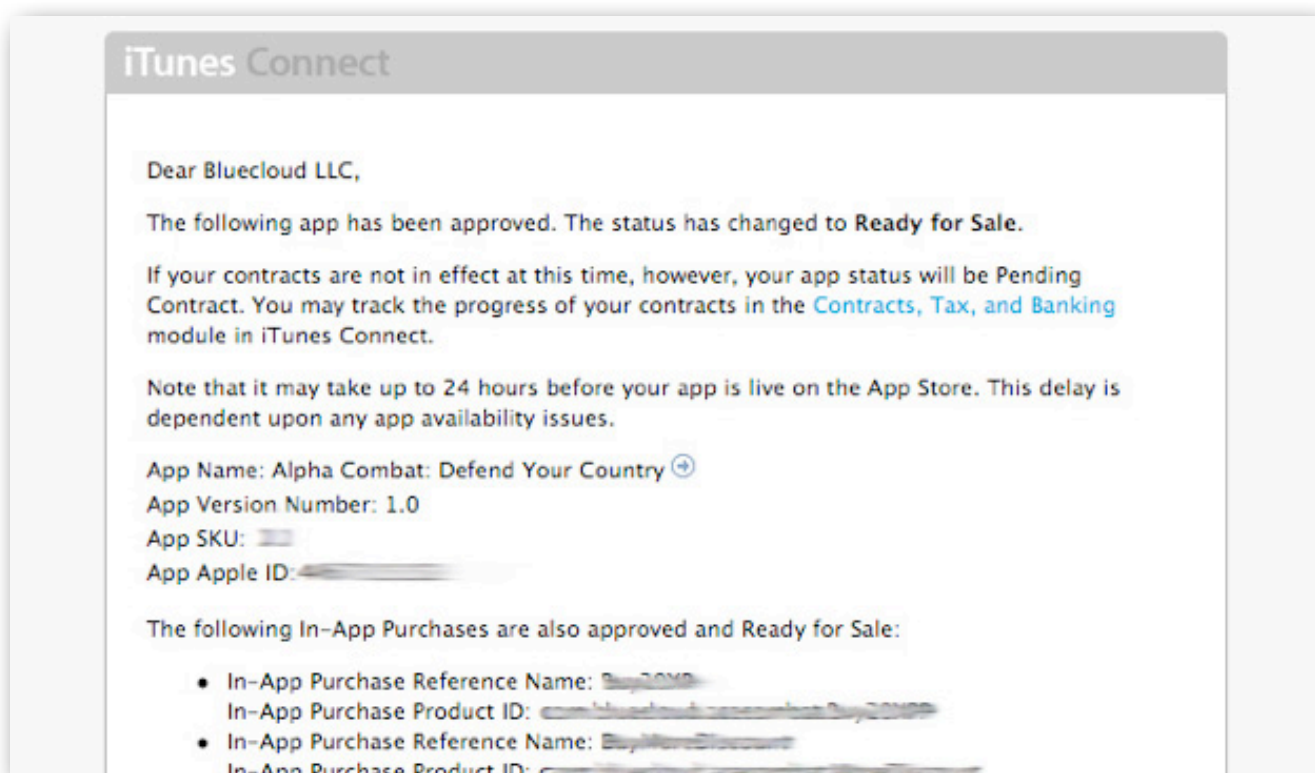 iTunes Connect
Dear Bluecloud LLC,
The following app has been approved. The status has changed to Ready for Sale.
If your contracts are not in effect at this time, however, your app status will be Pending
Contract. You may track the progress of your contracts in the Contracts, Tax, and Banking
module in iTunes Connect.
Note that it may take up to 24 hours before your app is live on the App Store. This delay is
dependent upon any app availability issues.
App Name: Alpha Combat: Defend Your Country
App Version Number: 1.0
App SKU:
App Apple ID:
The following In-App Purchases are also approved and Ready for Sale:
• In-App Purchase Reference Name:
In-App Purchase Product ID:
• In-App Purchase Reference Name:
In-App Purchase Product ID: